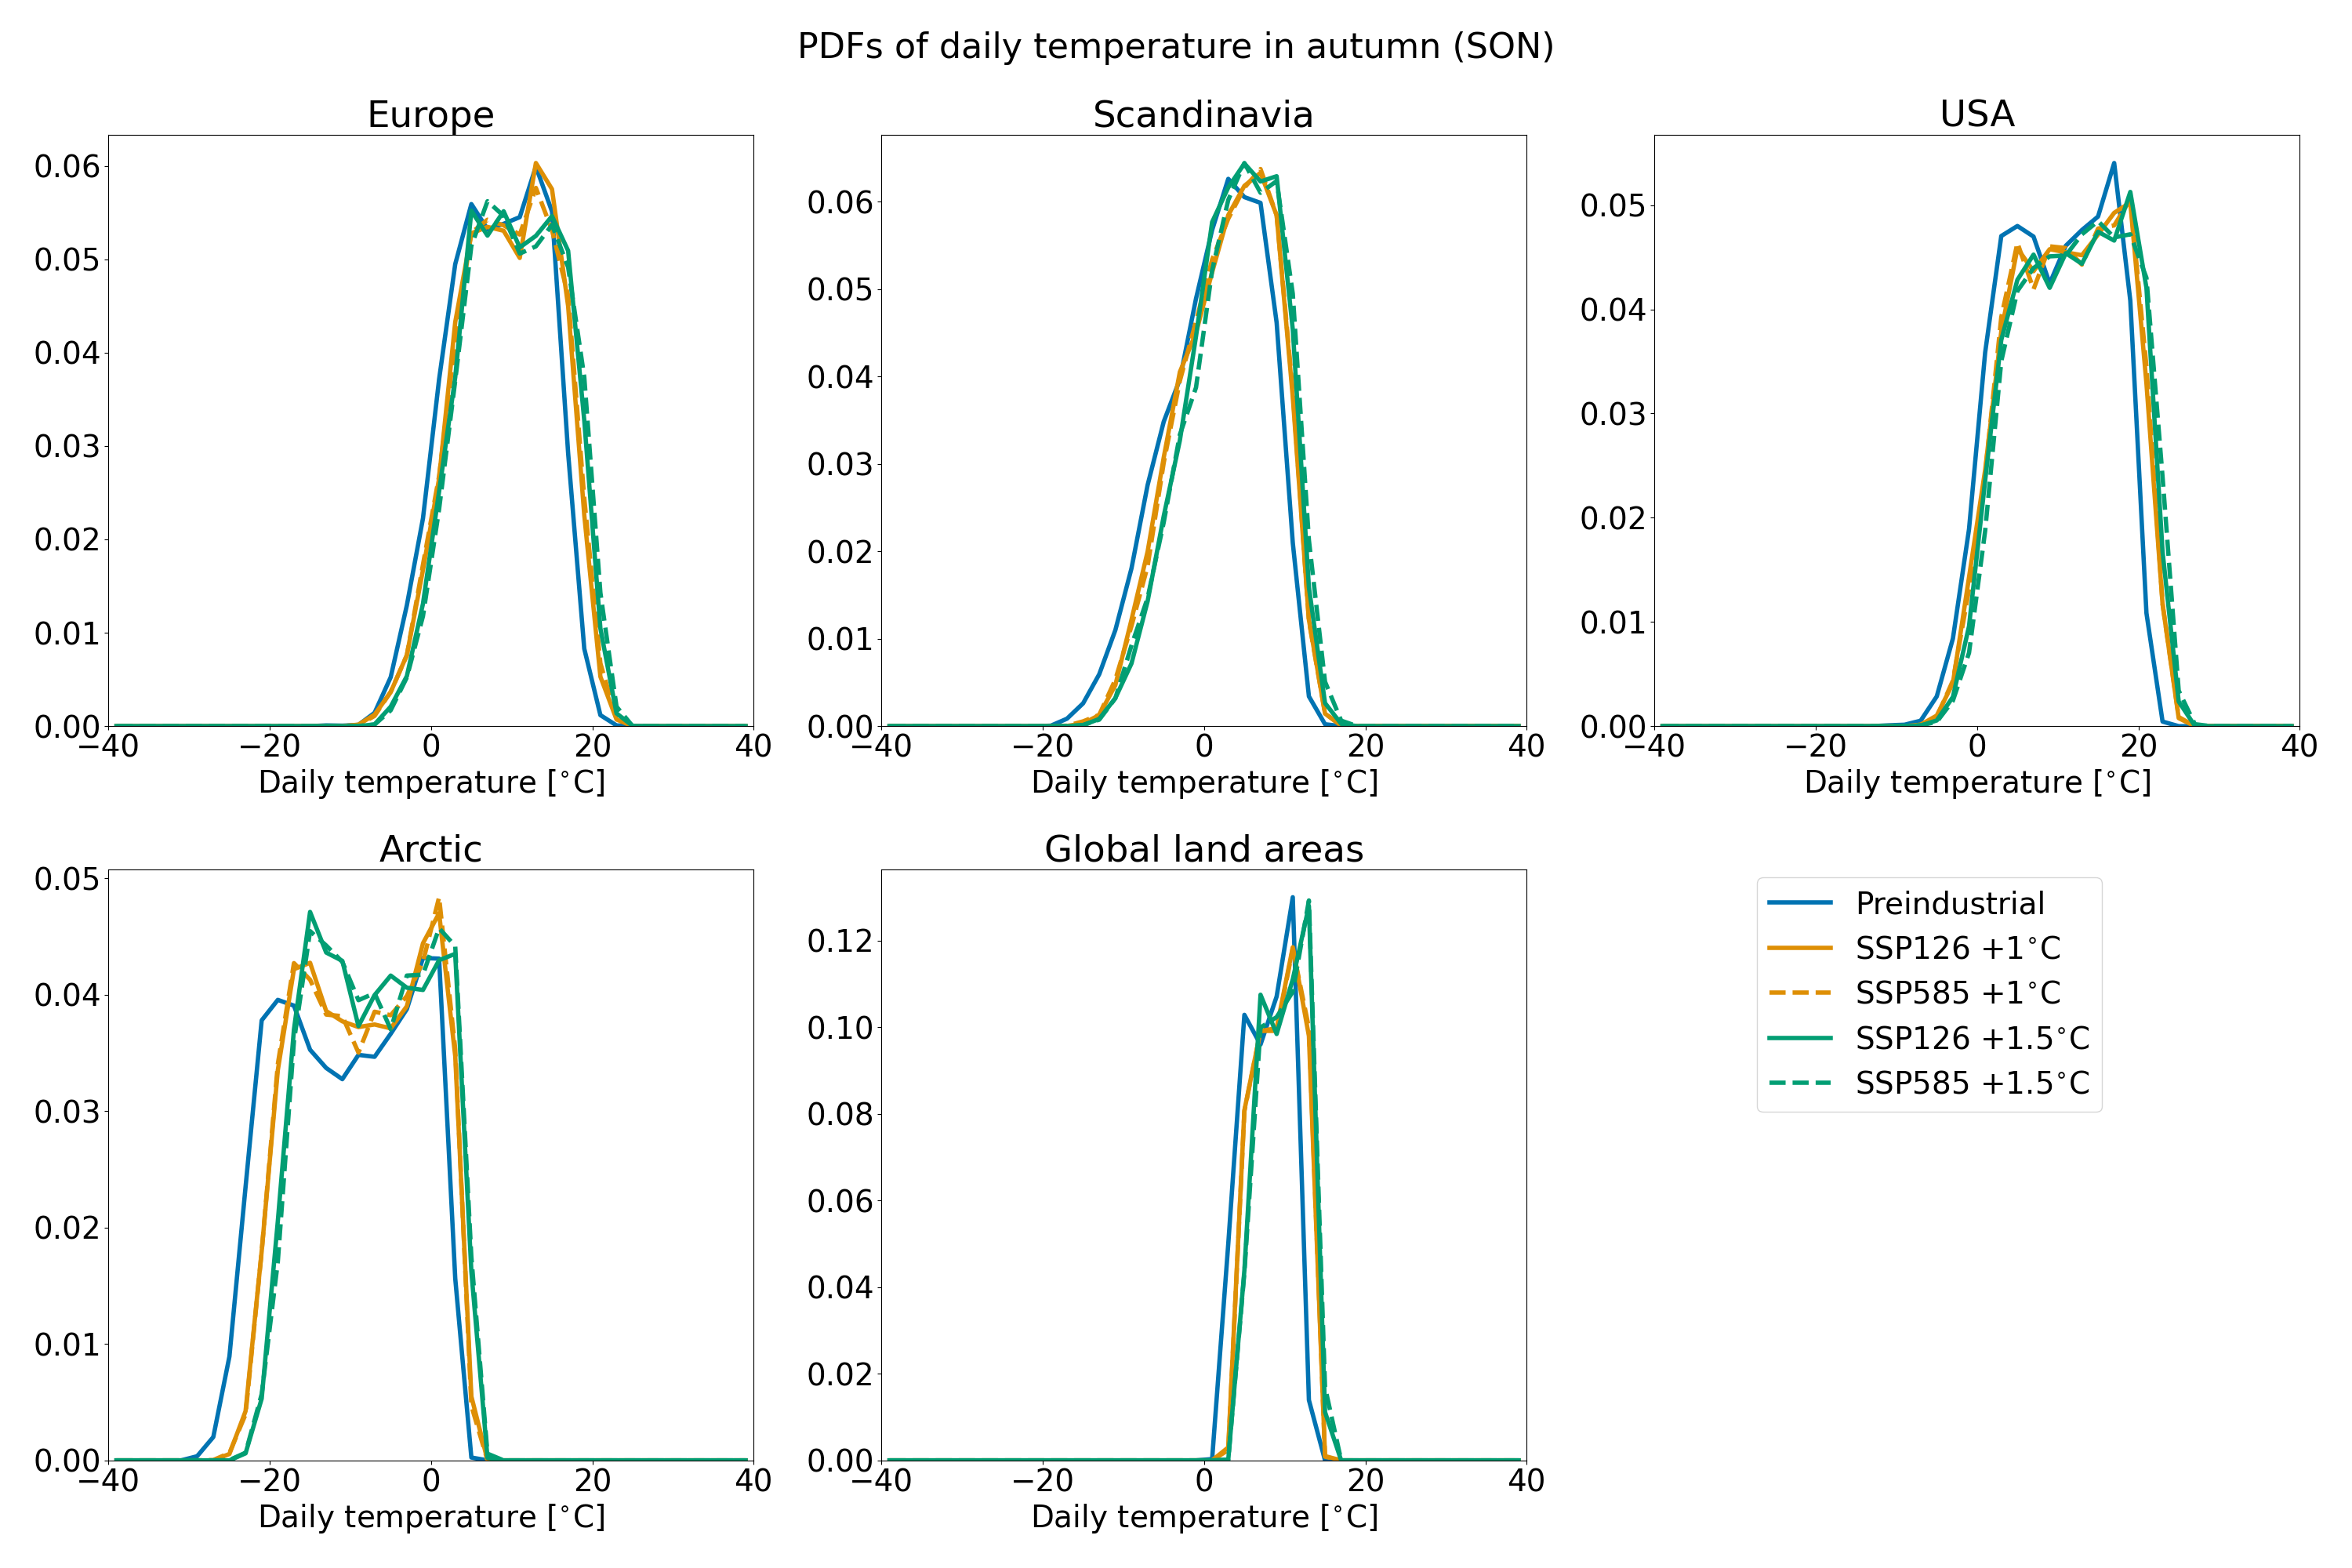 PDFs of daily temperature in autumn (SON)
Europe
0.06
0.05
0.04
0.03
0.02
0.01
0.00
−40 −20 0 20 40
Daily temperature [°C]
Scandinavia
0.06
0.05
0.04
0.03
0.02
0.01
0.00
−40 −20 0 20 40
Daily temperature [°C]
USA
0.05
0.04
0.03
0.02
0.01
0.00
−40 −20 0 20 40
Daily temperature [°C]
Arctic
0.05
0.04
0.03
0.02
0.01
0.00
−40 −20 0 20 40
Daily temperature [°C]
Global land areas
0.12
0.10
0.08
0.06
0.04
0.02
0.00
−40 −20 0 20 40
Daily temperature [°C]
Preindustrial
SSP126 +1°C
SSP585 +1°C
SSP126 +1.5°C
SSP585 +1.5°C